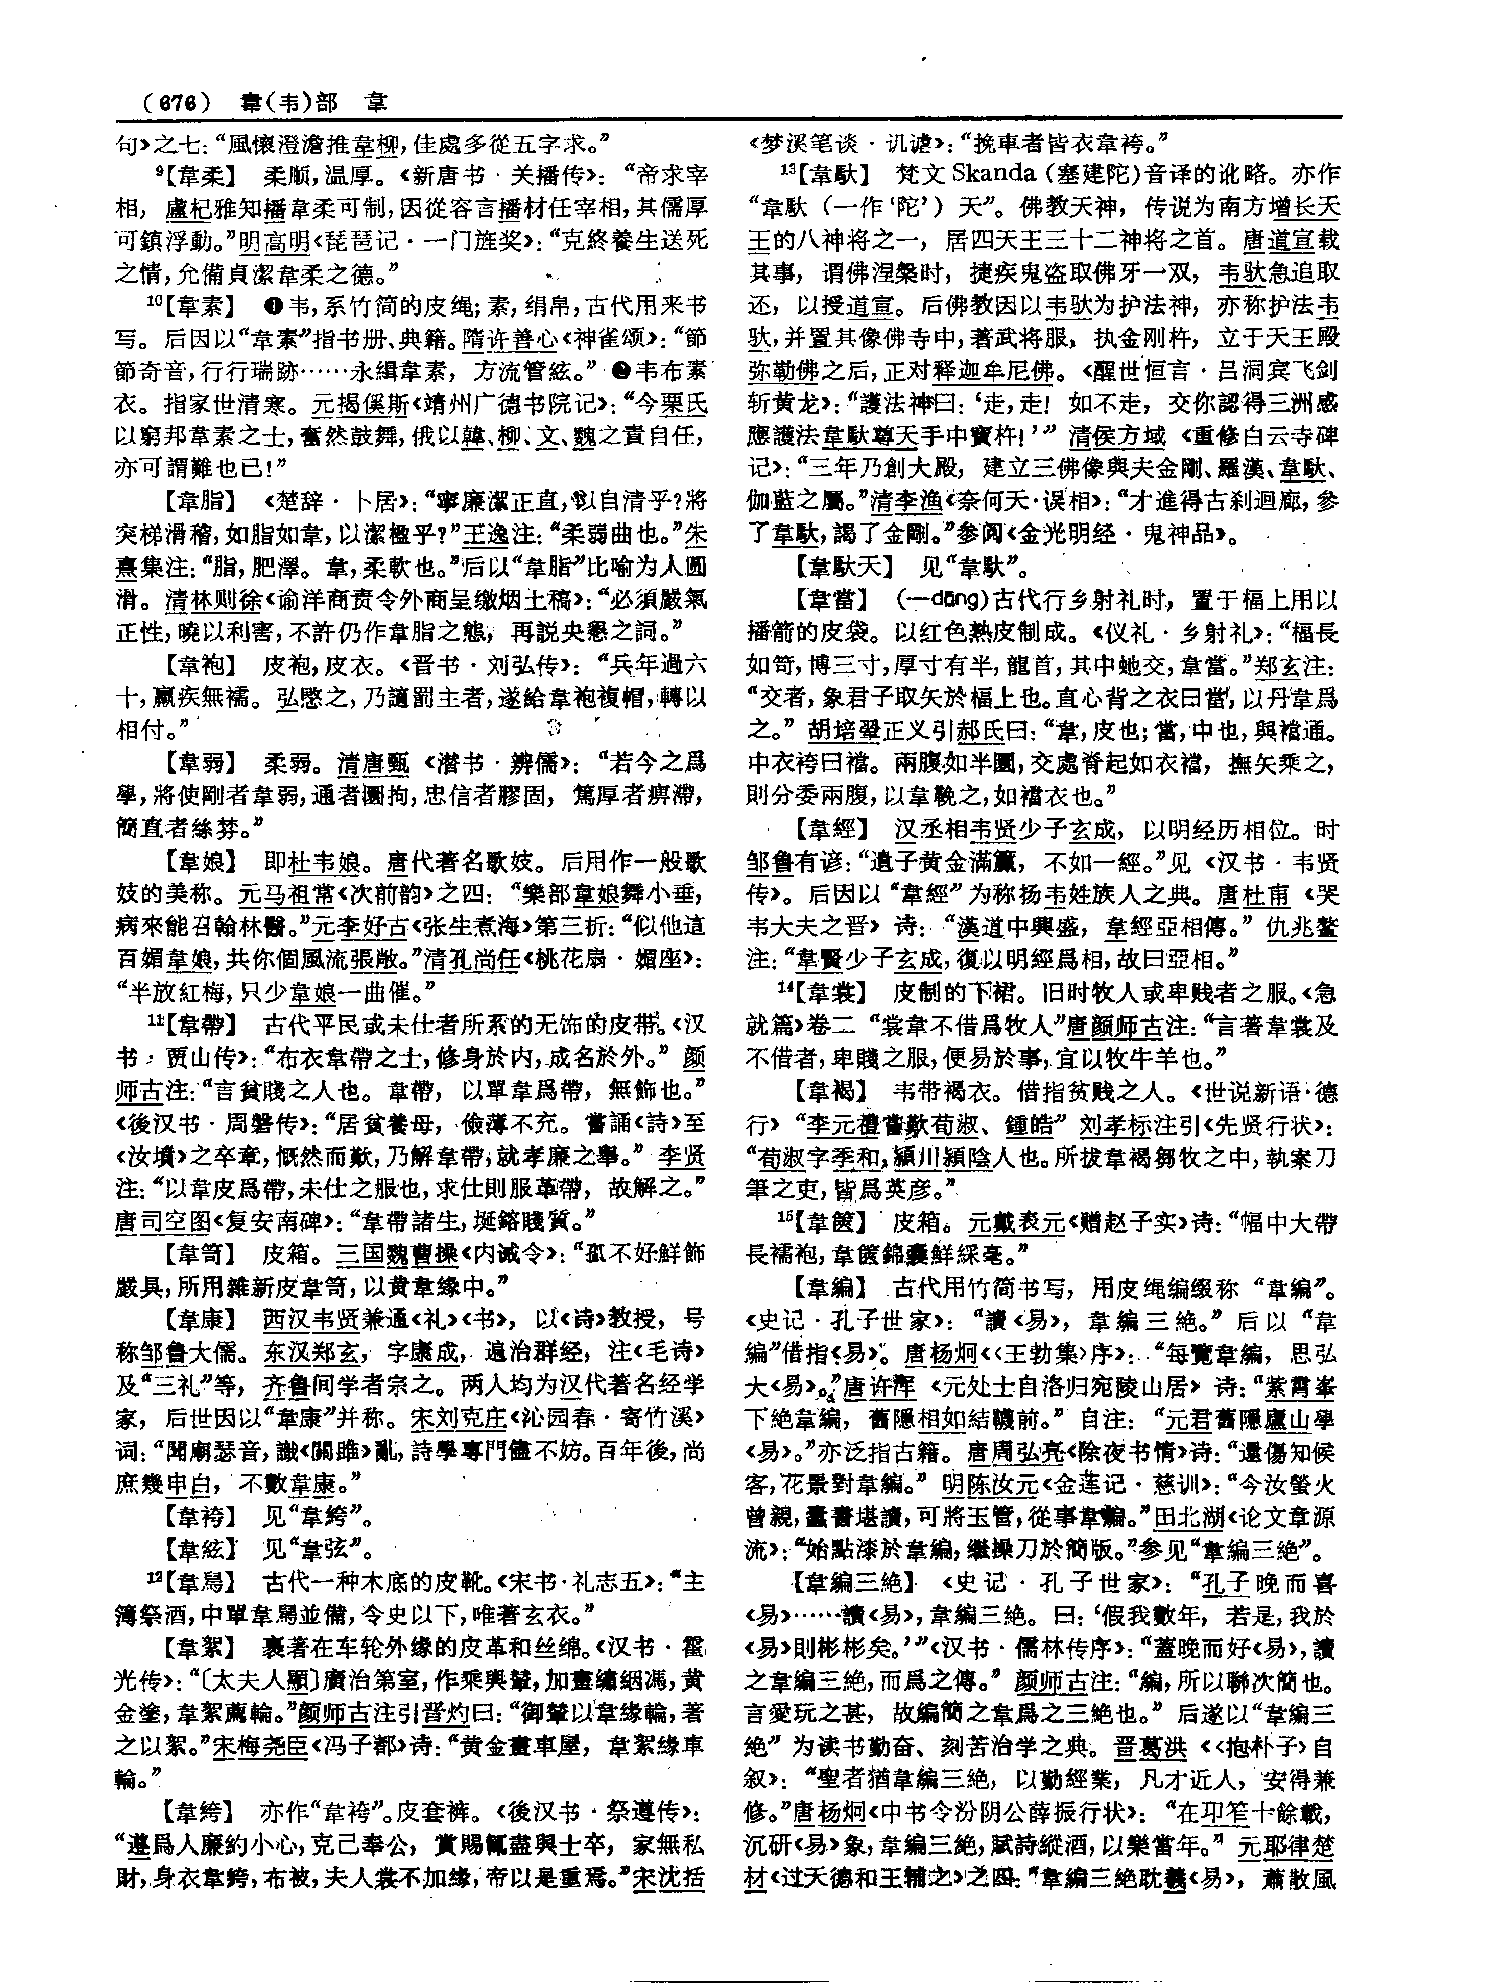 (676) 韋(韦)部 韋
句》之七：“風懷澄澹推韋柳，佳處多從五字求。”
⁹【韋柔】 柔顺，温厚。《新唐书·关播传》：“帝求宰
相，盧杞雅知播韋柔可制，因從容言播材任宰相，其儒厚
可鎮浮動。”明高明《琵琶记·一门旌奖》：“克終養生送死
之情，允備貞潔韋柔之德。”
¹⁰【韋素】 ❶韦，系竹简的皮绳；素，绢帛，古代用来书
写。后因以“韋素”指书册、典籍。隋许善心《神雀颂》：“節
節奇音，行行瑞跡……永緝韋素，方流管絃。”❷韦布素
衣。指家世清寒。元揭傒斯《靖州广德书院记》：“今栗氏
以窮邦韋素之士，奮然鼓舞，俄以韓、柳、文、魏之責自任，
亦可謂難也已！”
【韋脂】 《楚辞·卜居》：“寧廉潔正直，以自清乎？將
突梯滑稽，如脂如韋，以潔楹乎？”王逸注：“柔弱曲也。”朱
熹集注：“脂，肥澤。韋，柔軟也。”后以“韋脂”比喻为人圆
滑。清林则徐《谕洋商责令外商呈缴烟土稿》：“必須嚴氣
正性，曉以利害，不許仍作韋脂之態，再説央懇之詞。”
【韋袍】 皮袍，皮衣。《晋书·刘弘传》：“兵年過六
十，羸疾無襦。弘愍之，乃謫罰主者，遂給韋袍複帽，轉以
相付。”
【韋弱】 柔弱。清唐甄《潜书·辨儒》：“若今之爲
學，將使剛者韋弱，通者圜拘，忠信者膠固，篤厚者痹滯，
簡直者絲棼。”
【韋娘】 即杜韦娘。唐代著名歌妓。后用作一般歌
妓的美称。元马祖常《次前韵》之四：“樂部韋娘舞小垂，
病來能召翰林醫。”元李好古《张生煮海》第三折：“似他這
百媚韋娘，共你個風流張敞。”清孔尚任《桃花扇·媚座》：
“半放紅梅，只少韋娘一曲催。”
¹¹【韋帶】 古代平民或未仕者所系的无饰的皮带。《汉
书·贾山传》：“布衣韋帶之士，修身於内，成名於外。”颜
师古注：“言貧賤之人也。韋帶，以單韋爲帶，無飾也。”
《後汉书·周磐传》：“居貧養母，儉薄不充。嘗誦《詩》至
《汝墳》之卒章，慨然而歎，乃解韋帶，就孝廉之舉。”李贤
注：“以韋皮爲帶，未仕之服也，求仕則服革帶，故解之。”
唐司空图《复安南碑》：“韋帶諸生，埏鎔賤質。”
【韋笥】 皮箱。三国魏曹操《内诫令》：“孤不好鮮飾
嚴具，所用雜新皮韋笥，以黄韋缘中。”
【韋康】 西汉韦贤兼通《礼》《书》，以《诗》教授，号
称邹鲁大儒。东汉郑玄，字康成，遍治群经，注《毛诗》
及“三礼”等，齐鲁间学者宗之。两人均为汉代著名经学
家，后世因以“韋康”并称。宋刘克庄《沁园春·寄竹溪》
词：“聞廟瑟音，識《關雎》亂，詩學專門儘不妨。百年後，尚
庶幾申白，不數韋康。”
【韋袴】 见“韋絝”。
【韋絃】 见“韋弦”。
¹²【韋舄】 古代一种木底的皮靴。《宋书·礼志五》：“主
簿祭酒，中單韋舄並備，令史以下，唯著玄衣。”
【韋絮】 裹著在车轮外缘的皮革和丝绵。《汉书·霍
光传》：“〔太夫人顯〕廣治第室，作乘輿輦，加畫繡絪馮，黄
金塗，韋絮薦輪。”颜师古注引晋灼曰：“御輦以韋緣輪，著
之以絮。”宋梅尧臣《冯子都》诗：“黄金畫車屋，韋絮緣車
輪。”
【韋絝】 亦作“韋袴”。皮套裤。《後汉书·祭遵传》：
“遵爲人廉約小心，克己奉公，賞賜輒盡與士卒，家無私
財，身衣韋絝，布被，夫人裳不加緣，帝以是重焉。”宋沈括
《梦溪笔谈·讥谑》：“挽車者皆衣韋袴。”
¹³【韋馱】 梵文 Skanda（塞建陀）音译的讹略。亦作
“韋馱（一作‘陀’）天”。佛教天神，传说为南方增长天
王的八神将之一，居四天王三十二神将之首。唐道宣载
其事，谓佛涅槃时，捷疾鬼盗取佛牙一双，韦驮急追取
还，以授道宣。后佛教因以韦驮为护法神，亦称护法韦
驮，并置其像佛寺中，著武将服，执金刚杵，立于天王殿
弥勒佛之后，正对释迦牟尼佛。《醒世恒言·吕洞宾飞剑
斩黄龙》：“護法神曰：‘走，走！如不走，交你認得三洲感
應護法韋馱尊天手中寶杵！’”清侯方域《重修白云寺碑
记》：“三年乃創大殿，建立三佛像與夫金剛、羅漢、韋馱、
伽藍之屬。”清李渔《奈何天·误相》：“才進得古刹迴廊，參
了韋馱，謁了金剛。”参阅《金光明经·鬼神品》。
【韋馱天】 见“韋馱”。
【韋當】 （—dāng）古代行乡射礼时，置于楅上用以
播箭的皮袋。以红色熟皮制成。《仪礼·乡射礼》：“楅長
如笴，博三寸，厚寸有半，龍首，其中虵交，韋當。”郑玄注：
“交者，象君子取矢於楅上也。直心背之衣曰當，以丹韋爲
之。”胡培翬正义引郝氏曰：“韋，皮也；當，中也，與襠通。
中衣袴曰襠。兩腹如半圜，交處脊起如衣襠，撫矢乘之，
則分委兩腹，以韋鞔之，如襠衣也。”
【韋經】 汉丞相韦贤少子玄成，以明经历相位。时
邹鲁有谚：“遺子黄金滿籯，不如一經。”见《汉书·韦贤
传》。后因以“韋經”为称扬韦姓族人之典。唐杜甫《哭
韦大夫之晋》诗：“漢道中興盛，韋經亞相傳。”仇兆鳌
注：“韋賢少子玄成，復以明經爲相，故曰亞相。”
¹⁴【韋裳】 皮制的下裙。旧时牧人或卑贱者之服。《急
就篇》卷二“裳韋不借爲牧人”唐颜师古注：“言著韋裳及
不借者，卑賤之服，便易於事，宜以牧牛羊也。”
【韋褐】 韦带褐衣。借指贫贱之人。《世说新语·德
行》“李元禮嘗歎荀淑、鍾皓”刘孝标注引《先贤行状》：
“荀淑字季和，潁川潁陰人也。所拔韋褐芻牧之中，執案刀
筆之吏，皆爲英彦。”
¹⁵【韋篋】 皮箱。元戴表元《赠赵子实》诗：“幅中大帶
長襦袍，韋篋錦囊鮮綵毫。”
【韋編】 古代用竹简书写，用皮绳编缀称“韋編”。
《史记·孔子世家》：“讀《易》，韋編三絶。”后以“韋
編”借指《易》。唐杨炯《〈王勃集〉序》：“每覽韋編，思弘
大《易》。”唐许浑《元处士自洛归宛陵山居》诗：“紫霄峯
下絶韋編，舊隱相如結韈前。”自注：“元君舊隱廬山學
《易》。”亦泛指古籍。唐周弘亮《除夜书情》诗：“還傷知候
客，花景對韋編。”明陈汝元《金莲记·慈训》：“今汝螢火
曾親，蠹書堪讀，可將玉管，從事韋編。”田北湖《论文章源
流》：“始點漆於韋編，繼操刀於簡版。”参见“韋編三絶”。
【韋編三絶】 《史记·孔子世家》：“孔子晚而喜
《易》……讀《易》，韋編三絶。曰：‘假我數年，若是，我於
《易》則彬彬矣。’”《汉书·儒林传序》：“蓋晚而好《易》，讀
之韋編三絶，而爲之傳。”颜师古注：“編，所以聯次簡也。
言愛玩之甚，故編簡之韋爲之三絶也。”后遂以“韋編三
絶”为读书勤奋、刻苦治学之典。晋葛洪《〈抱朴子〉自
叙》：“聖者猶韋編三絶，以勤經業，凡才近人，安得兼
修。”唐杨炯《中书令汾阴公薛振行状》：“在邛笮十餘載，
沉研《易》象，韋編三絶，賦詩縱酒，以樂當年。”元耶律楚
材《过天德和王輔之》之四：“韋編三絶耽羲《易》，蕭散風